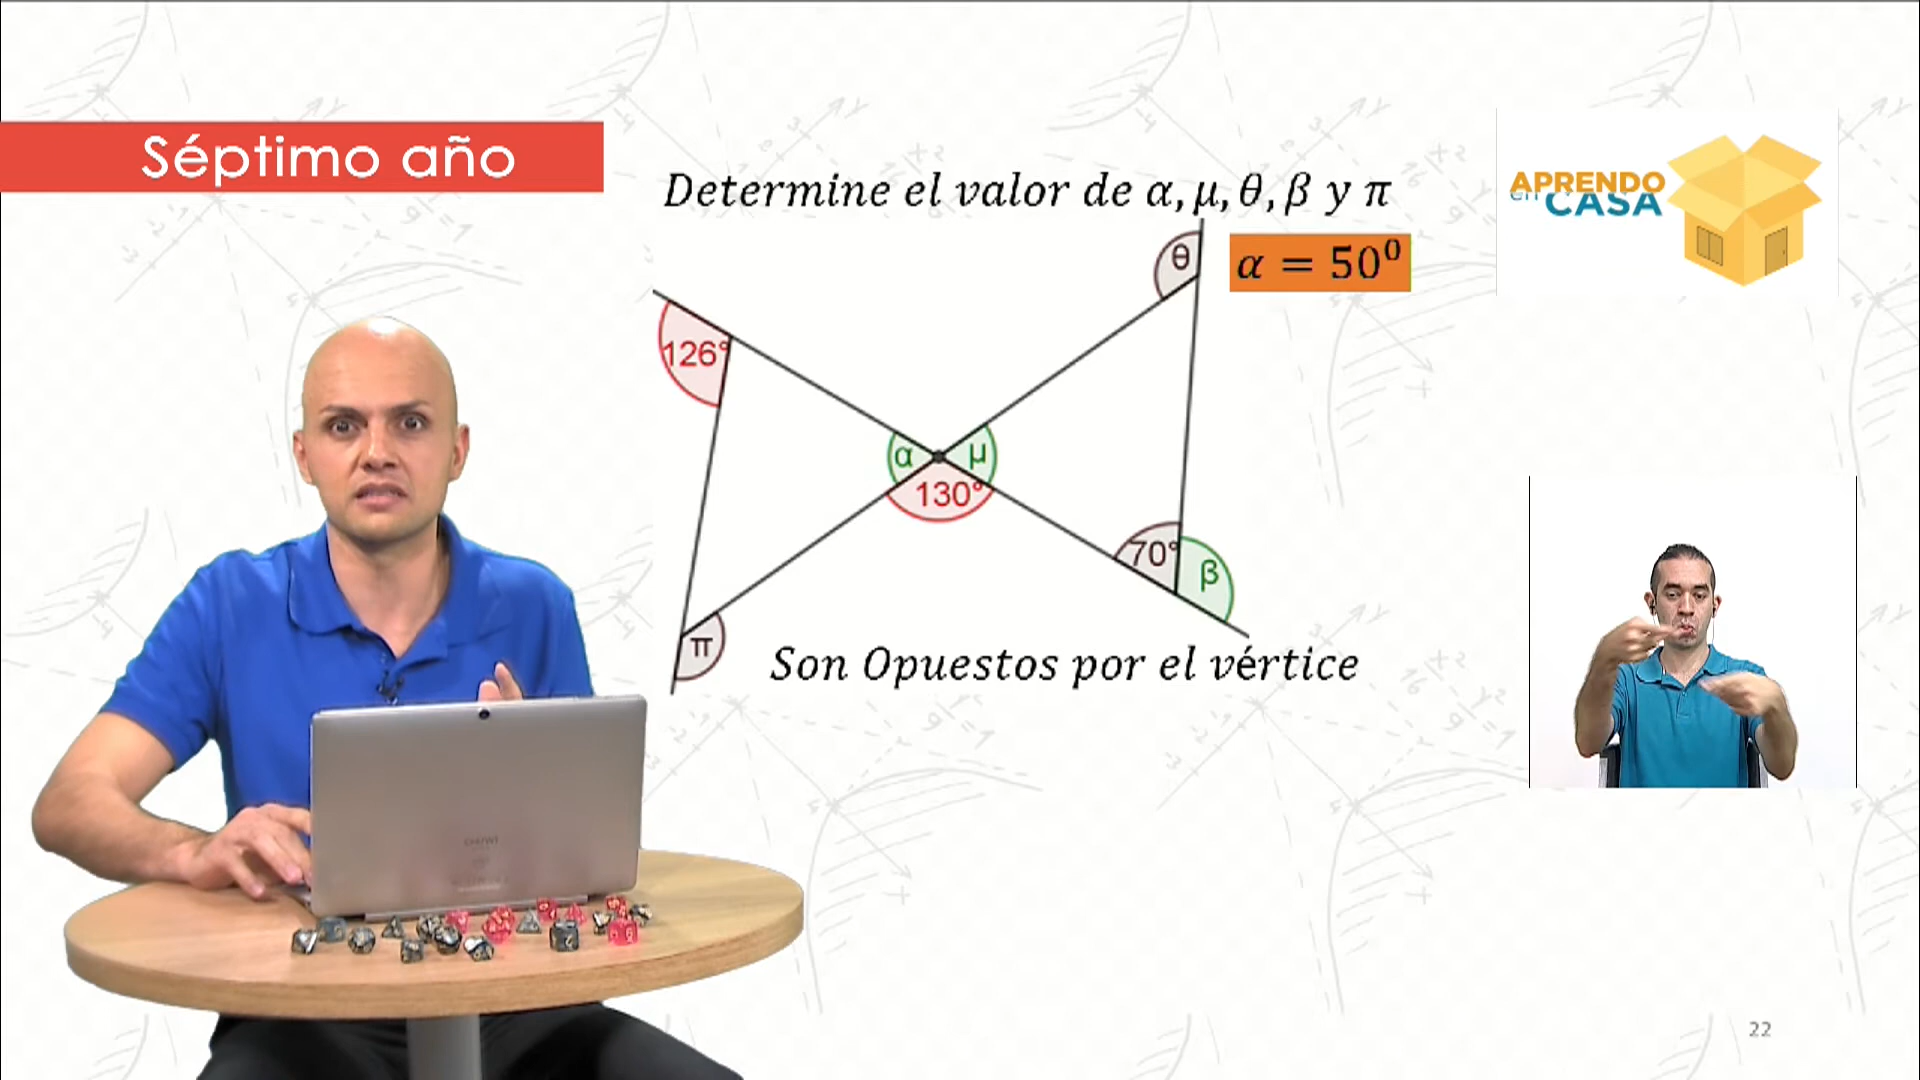 Séptimo año
Determine el valor de α, μ, θ, β y π
APRENDO
en CASA
θ
α = 50⁰
126°
α
μ
130°
70°
β
π
Son Opuestos por el vértice
CHUWI
22